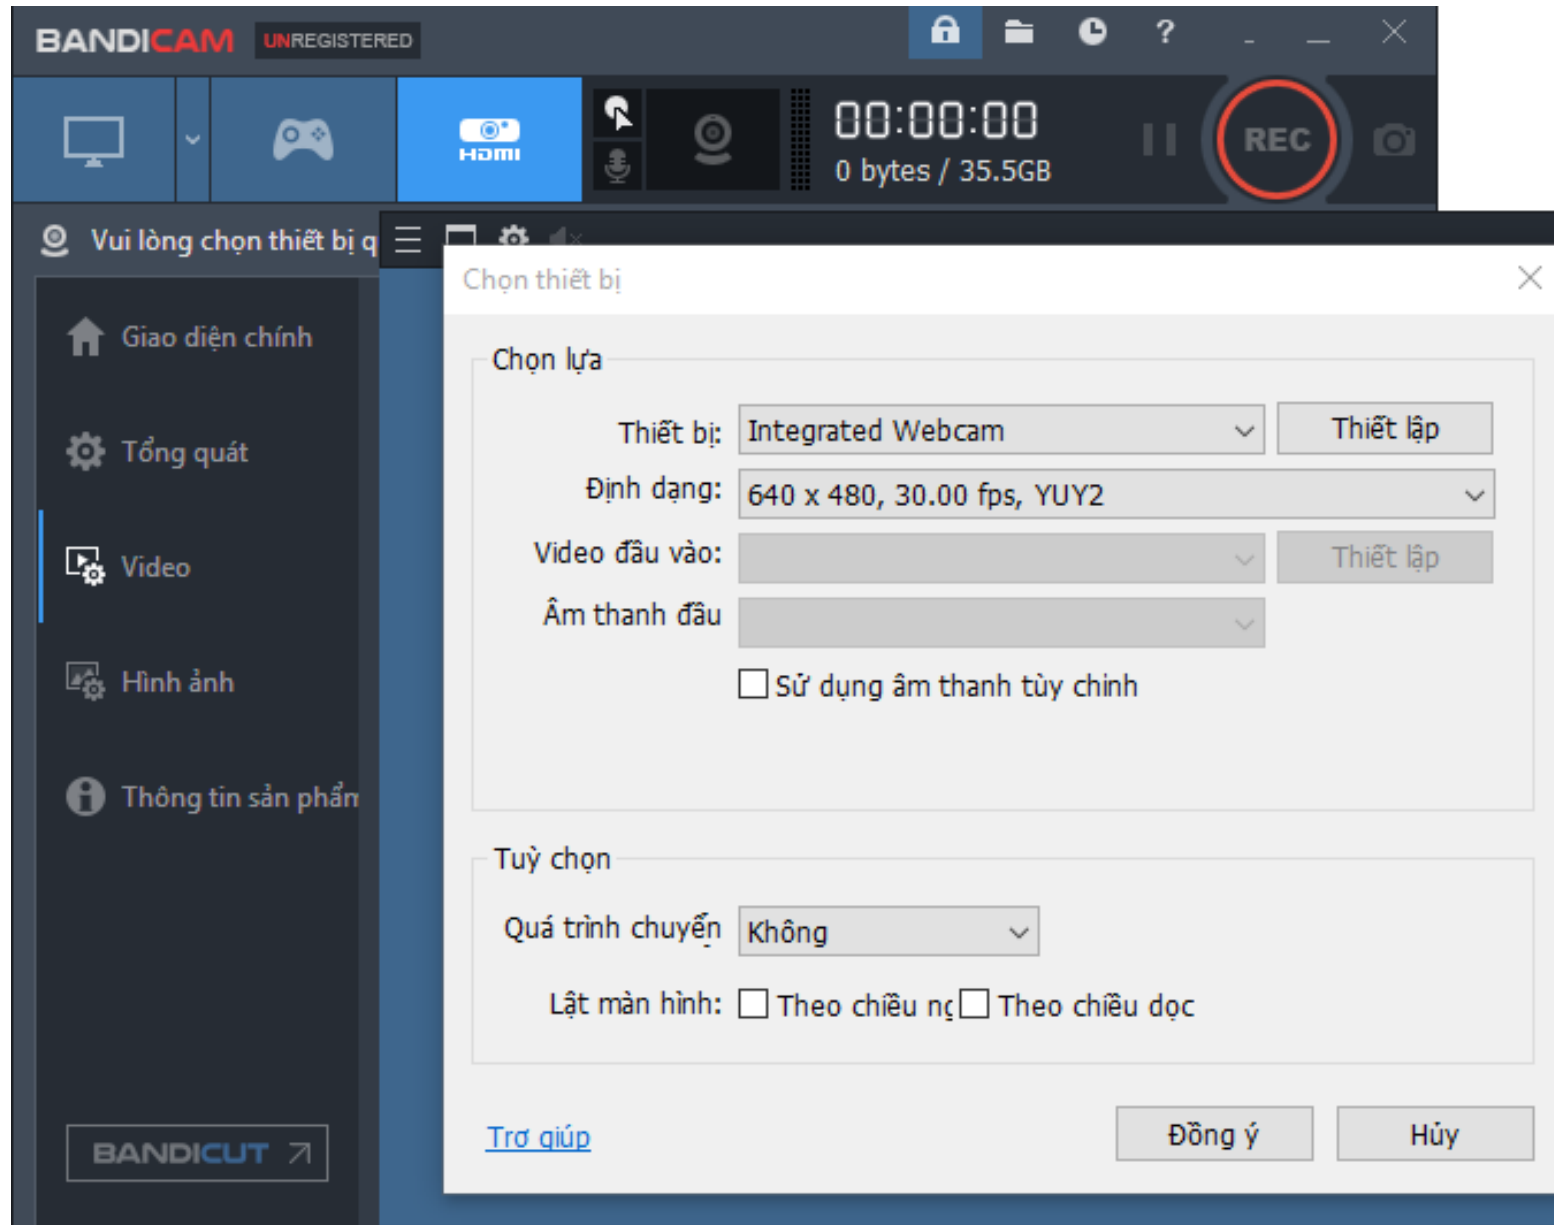 BANDICAM UNREGISTERED
?
HDMI
00:00:00
0 bytes / 35.5GB
REC
Vui lòng chọn thiết bị q
Chọn thiết bị
Giao diện chính
Tổng quát
Video
Hình ảnh
Thông tin sản phẩm
BANDICUT
Chọn lựa
Thiết bị: Integrated Webcam Thiết lập
Định dạng: 640 x 480, 30.00 fps, YUY2
Video đầu vào: Thiết lập
Âm thanh đầu
Sử dụng âm thanh tùy chỉnh
Tuỳ chọn
Quá trình chuyển Không
Lật màn hình: Theo chiều ng Theo chiều dọc
Trợ giúp Đồng ý Hủy